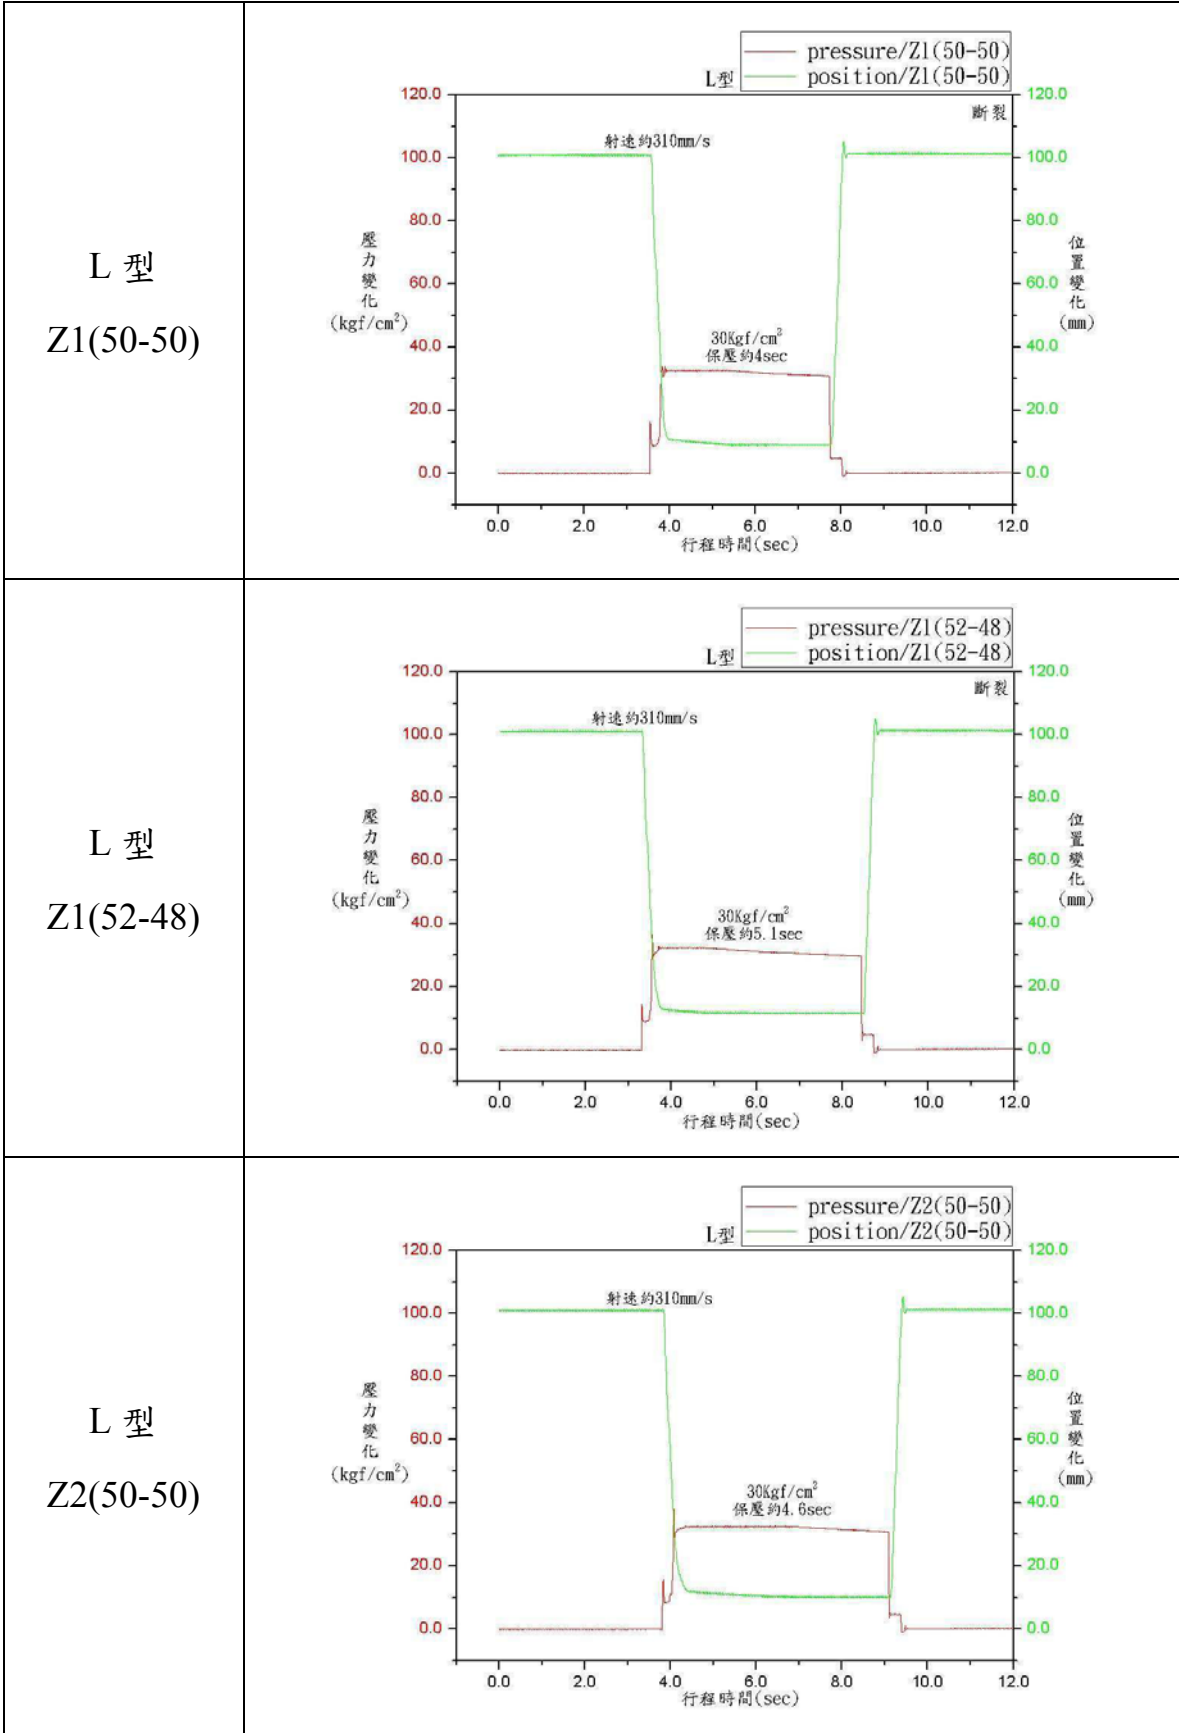 L 型
Z1(50-50)
pressure/Z1(50-50)
L型 position/Z1(50-50)
120.0 120.0
斷裂
射速約310mm/s
100.0 100.0
80.0 80.0
壓力變化 (kgf/cm²)
位置變化 (mm)
60.0 60.0
40.0 40.0
30Kgf/cm²
保壓約4sec
20.0 20.0
0.0 0.0
0.0 2.0 4.0 6.0 8.0 10.0 12.0
行程時間(sec)
L 型
Z1(52-48)
pressure/Z1(52-48)
L型 position/Z1(52-48)
120.0 120.0
斷裂
射速約310mm/s
100.0 100.0
80.0 80.0
壓力變化 (kgf/cm²)
位置變化 (mm)
60.0 60.0
40.0 40.0
30Kgf/cm²
保壓約5.1sec
20.0 20.0
0.0 0.0
0.0 2.0 4.0 6.0 8.0 10.0 12.0
行程時間(sec)
L 型
Z2(50-50)
pressure/Z2(50-50)
L型 position/Z2(50-50)
120.0 120.0
射速約310mm/s
100.0 100.0
80.0 80.0
壓力變化 (kgf/cm²)
位置變化 (mm)
60.0 60.0
40.0 40.0
30Kgf/cm²
保壓約4.6sec
20.0 20.0
0.0 0.0
0.0 2.0 4.0 6.0 8.0 10.0 12.0
行程時間(sec)